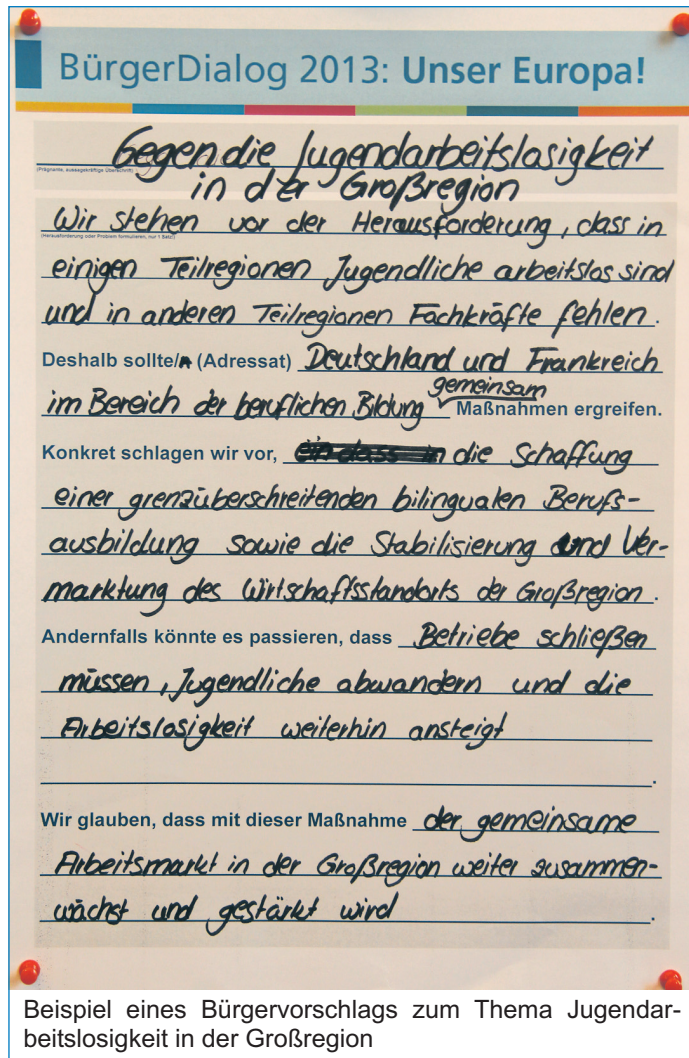 BürgerDialog 2013: Unser Europa!
Gegen die Jugendarbeitslosigkeit
(Prägnante, aussagekräftige Überschrift)
in der Großregion
Wir stehen vor der Herausforderung, dass in
(Herausforderung oder Problem formulieren, nur 1 Satz!)
einigen Teilregionen Jugendliche arbeitslos sind
und in anderen Teilregionen Fachkräfte fehlen.
Deshalb sollte/n (Adressat) Deutschland und Frankreich
gemeinsam
im Bereich der beruflichen Bildung Maßnahmen ergreifen.
Konkret schlagen wir vor, ein dass in die Schaffung
einer grenzüberschreitenden bilingualen Berufs-
ausbildung sowie die Stabilisierung und Ver-
marktung des Wirtschaftsstandorts der Großregion.
Andernfalls könnte es passieren, dass Betriebe schließen
müssen, Jugendliche abwandern und die
Arbeitslosigkeit weiterhin ansteigt
.
Wir glauben, dass mit dieser Maßnahme der gemeinsame
Arbeitsmarkt in der Großregion weiter zusammen-
wächst und gestärkt wird.
Beispiel eines Bürgervorschlags zum Thema Jugendar-
beitslosigkeit in der Großregion